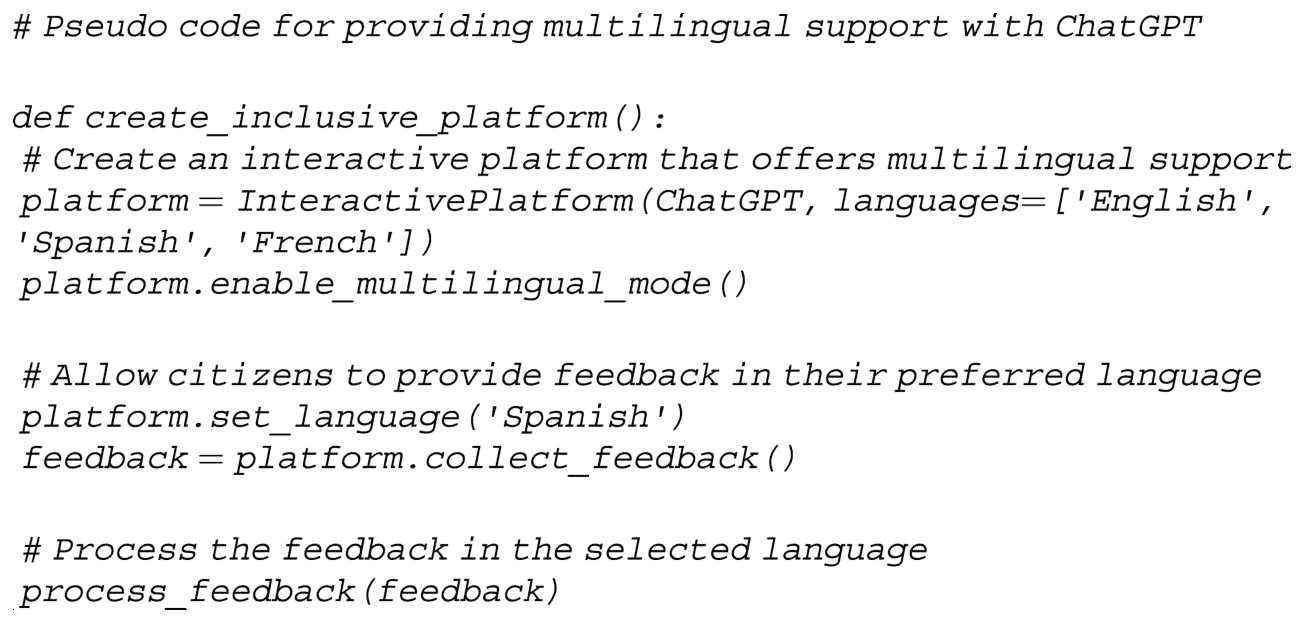 # Pseudo code for providing multilingual support with ChatGPT
def create_inclusive_platform():
# Create an interactive platform that offers multilingual support
platform = InteractivePlatform(ChatGPT, languages=['English',
'Spanish', 'French'])
platform.enable_multilingual_mode()
# Allow citizens to provide feedback in their preferred language
platform.set_language('Spanish')
feedback = platform.collect_feedback()
# Process the feedback in the selected language
process_feedback(feedback)